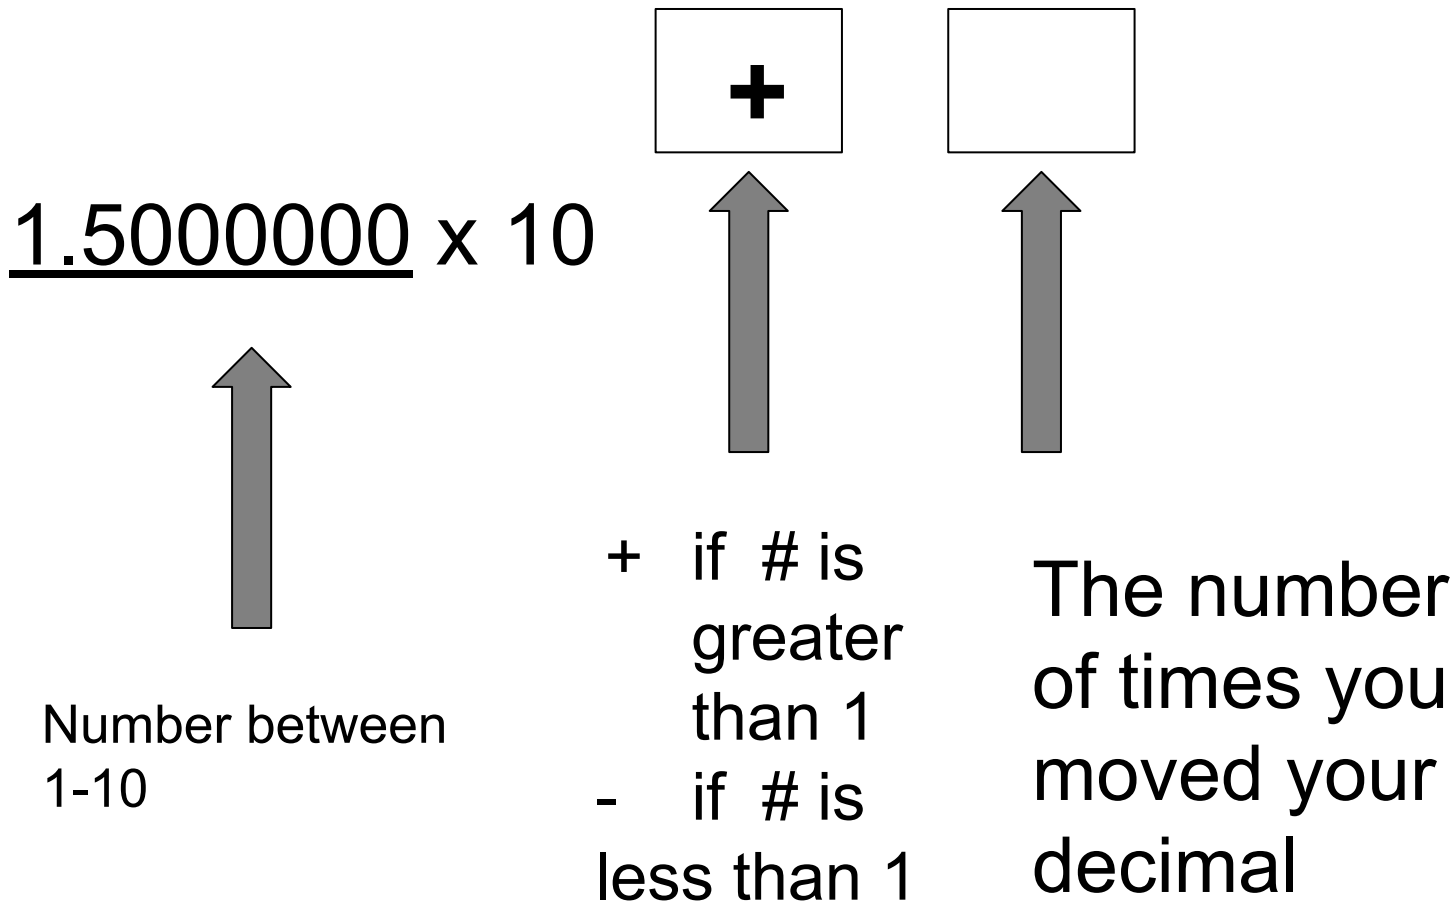 +
1.5000000 x 10
Number between
1-10
+ if # is
greater
than 1
- if # is
less than 1
The number
of times you
moved your
decimal